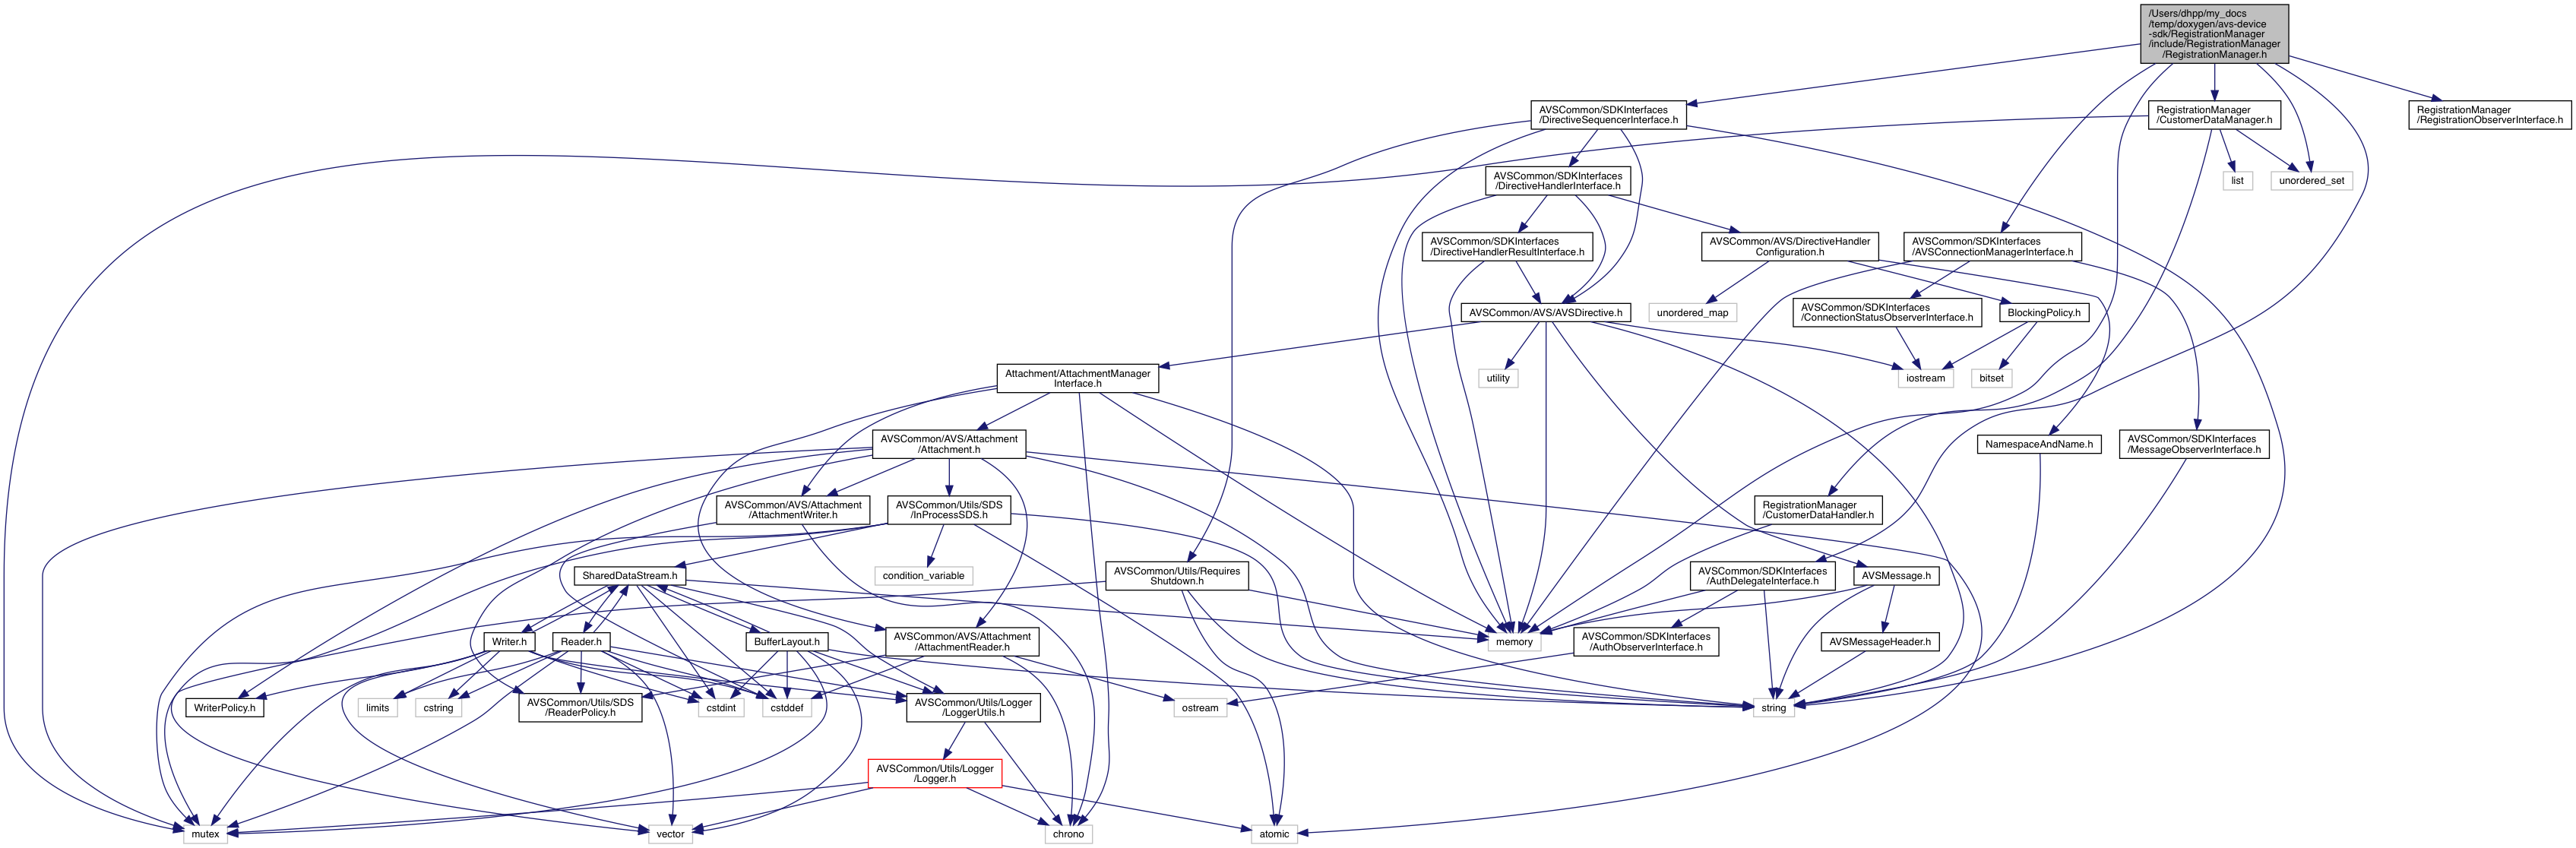 /Users/dhpp/my_docs
/temp/doxygen/avs-device
-sdk/RegistrationManager
/include/RegistrationManager
/RegistrationManager.h
AVSCommon/SDKInterfaces
/DirectiveSequencerInterface.h
RegistrationManager
/CustomerDataManager.h
RegistrationManager
/RegistrationObserverInterface.h
AVSCommon/SDKInterfaces
/DirectiveHandlerInterface.h
list
unordered_set
AVSCommon/SDKInterfaces
/DirectiveHandlerResultInterface.h
AVSCommon/AVS/DirectiveHandler
Configuration.h
AVSCommon/SDKInterfaces
/AVSConnectionManagerInterface.h
AVSCommon/AVS/AVSDirective.h
unordered_map
AVSCommon/SDKInterfaces
/ConnectionStatusObserverInterface.h
BlockingPolicy.h
Attachment/AttachmentManager
Interface.h
utility
iostream
bitset
AVSCommon/AVS/Attachment
/Attachment.h
NamespaceAndName.h
AVSCommon/SDKInterfaces
/MessageObserverInterface.h
AVSCommon/AVS/Attachment
/AttachmentWriter.h
AVSCommon/Utils/SDS
/InProcessSDS.h
RegistrationManager
/CustomerDataHandler.h
SharedDataStream.h
condition_variable
AVSCommon/Utils/Requires
Shutdown.h
AVSCommon/SDKInterfaces
/AuthDelegateInterface.h
AVSMessage.h
Writer.h
Reader.h
BufferLayout.h
AVSCommon/AVS/Attachment
/AttachmentReader.h
memory
AVSCommon/SDKInterfaces
/AuthObserverInterface.h
AVSMessageHeader.h
WriterPolicy.h
limits
cstring
AVSCommon/Utils/SDS
/ReaderPolicy.h
cstdint
cstddef
AVSCommon/Utils/Logger
/LoggerUtils.h
ostream
string
AVSCommon/Utils/Logger
/Logger.h
mutex
vector
chrono
atomic